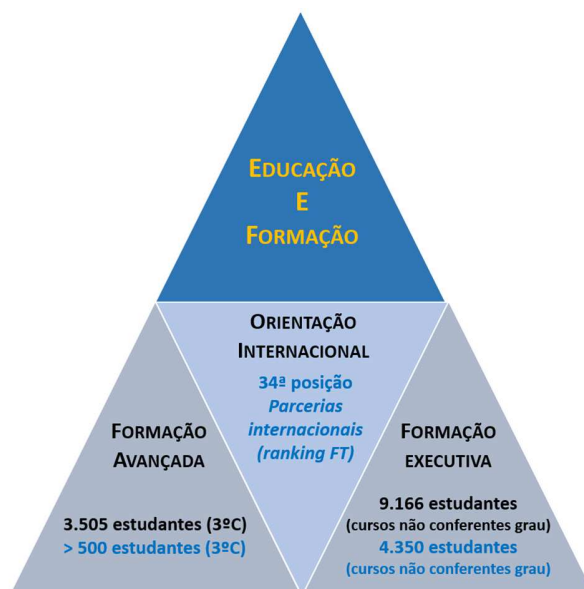 EDUCAÇÃO
E
FORMAÇÃO
ORIENTAÇÃO
INTERNACIONAL
34ª posição
Parcerias
internacionais
(ranking FT)
FORMAÇÃO
AVANÇADA
3.505 estudantes (3ºC)
> 500 estudantes (3ºC)
FORMAÇÃO
EXECUTIVA
9.166 estudantes
(cursos não conferentes grau)
4.350 estudantes
(cursos não conferentes grau)